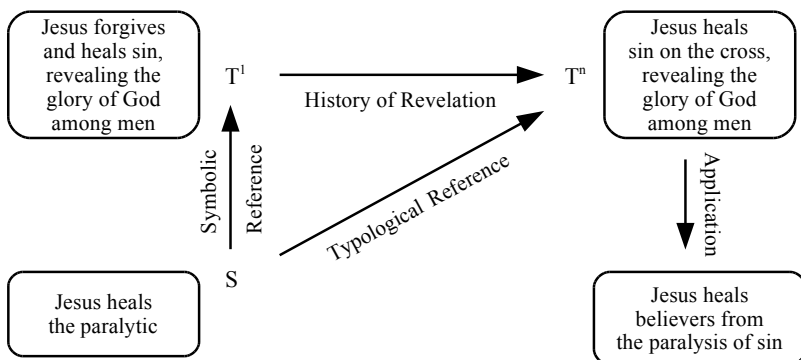 Jesus forgives
and heals sin,
revealing the
glory of God
among men
T1
History of Revelation
Tn
Jesus heals
sin on the cross,
revealing the
glory of God
among men
Symbolic
Reference
Typological Reference
Application
S
Jesus heals
the paralytic
Jesus heals
believers from
the paralysis of sin